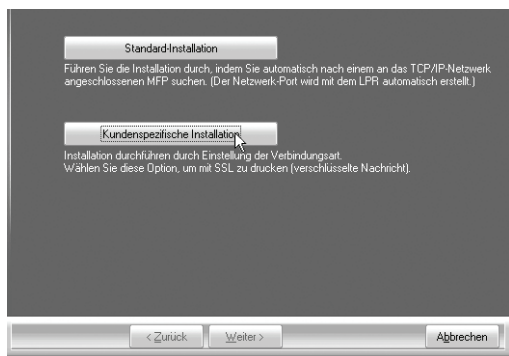 Standard-Installation
Führen Sie die Installation durch, indem Sie automatisch nach einem an das TCP/IP-Netzwerk
angeschlossenen MFP suchen. (Der Netzwerk-Port wird mit dem LPR automatisch erstellt.)
Kundenspezifische Installation
Installation durchführen durch Einstellung der Verbindungsart.
Wählen Sie diese Option, um mit SSL zu drucken (verschlüsselte Nachricht).
< Zurück Weiter > Abbrechen